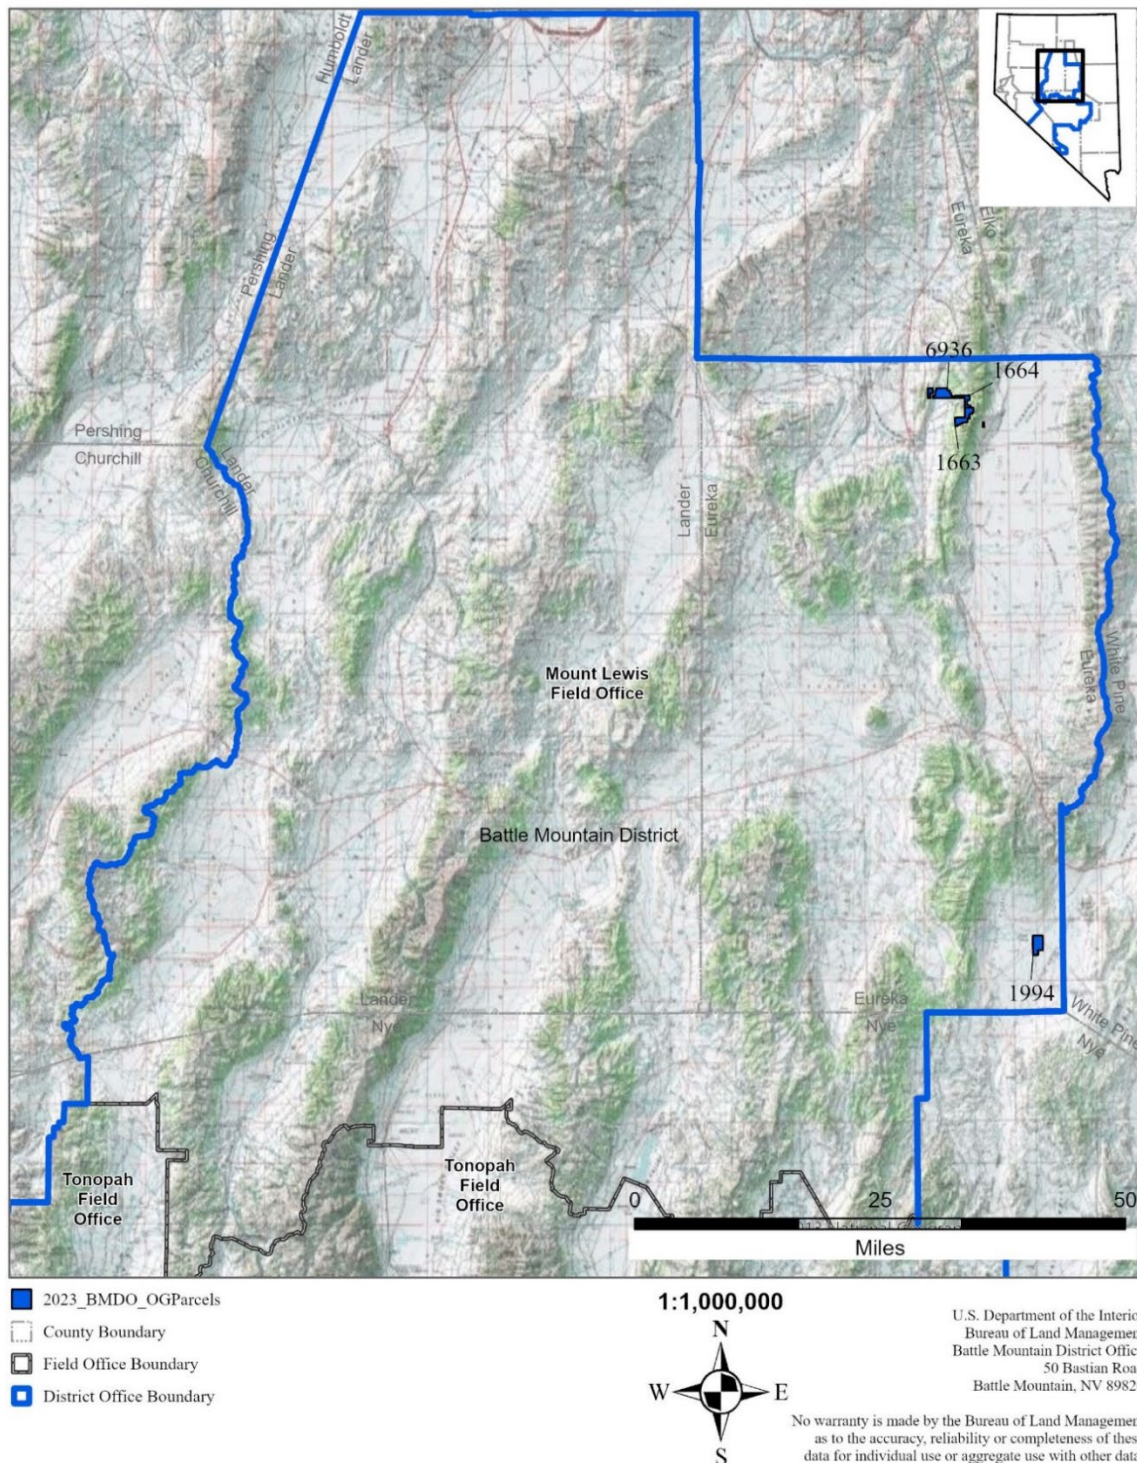 Humboldt
Lander
Pershing
Lander
Eureka
Elko
6936
1664
1663
Pershing
Churchill
Lander
Churchill
Lander
Eureka
Mount Lewis
Field Office
White Pine
Eureka
Battle Mountain District
1994
Lander
Nye
Eureka
Nye
White Pine
Nye
Tonopah
Field
Office
Tonopah
Field
Office
0 25 50
Miles
2023_BMDO_OGParcels
County Boundary
Field Office Boundary
District Office Boundary
1:1,000,000
N
W E
S
U.S. Department of the Interio
Bureau of Land Managemen
Battle Mountain District Offic
50 Bastian Roa
Battle Mountain, NV 8982
No warranty is made by the Bureau of Land Managemen
as to the accuracy, reliability or completeness of thes
data for individual use or aggregate use with other data